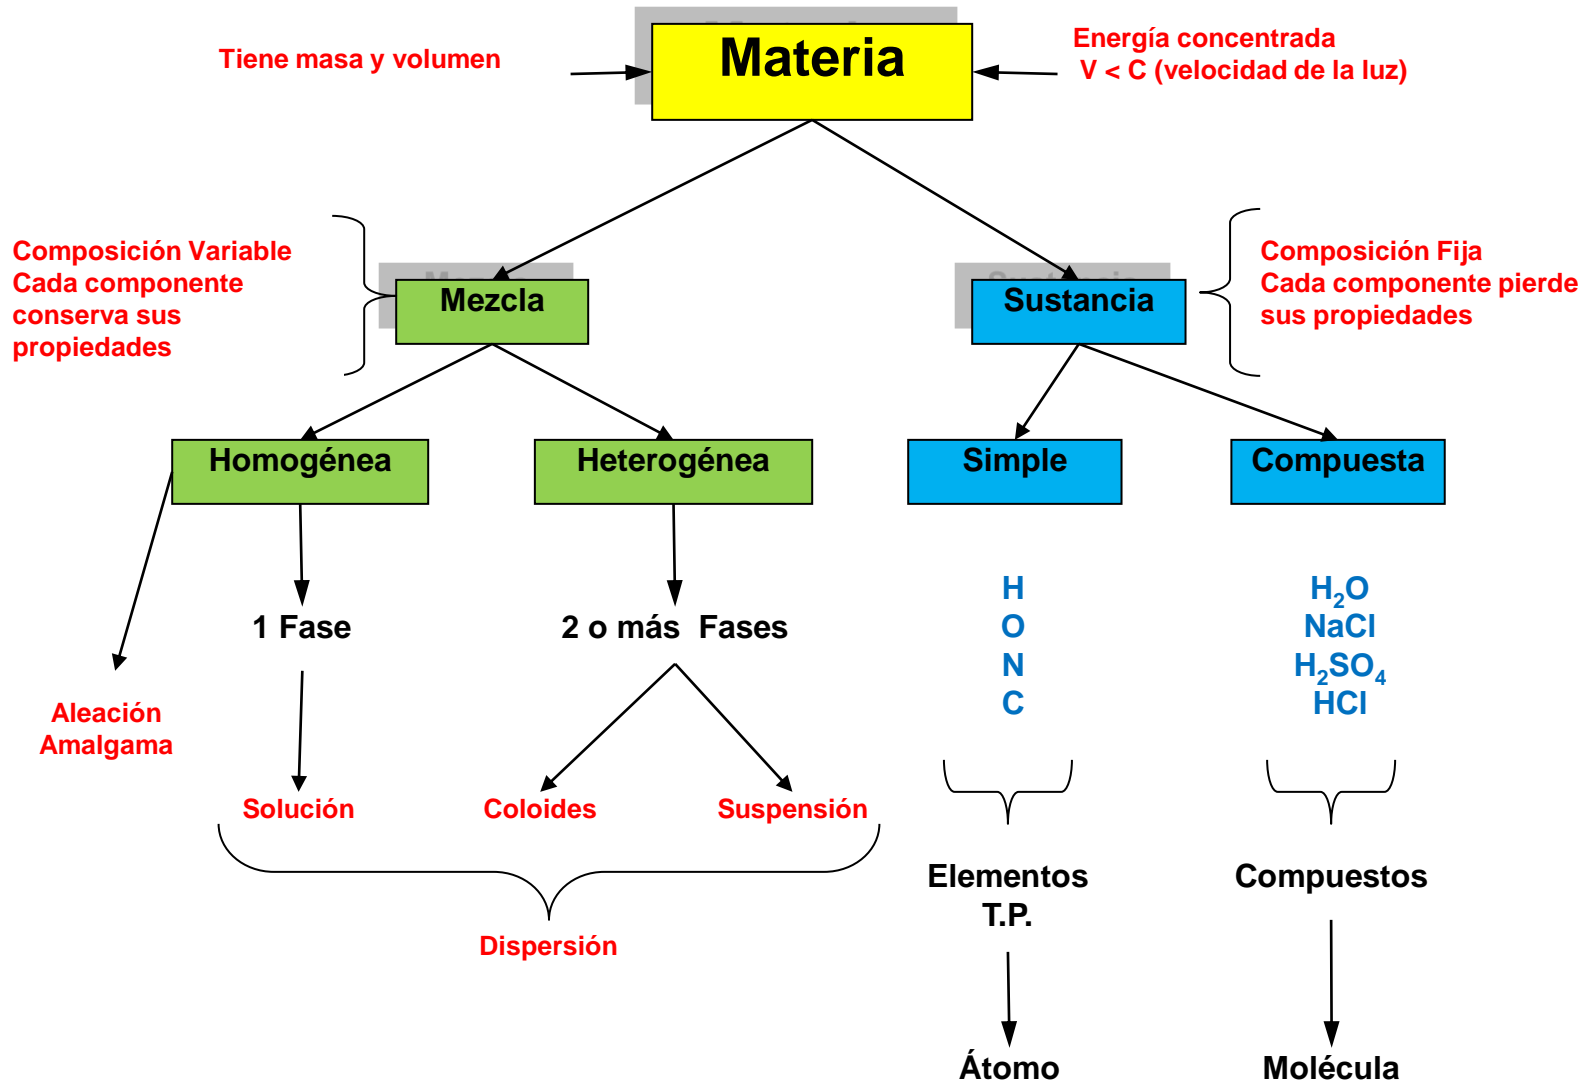 Materia
Tiene masa y volumen
Energía concentrada
V < C (velocidad de la luz)
Composición Variable
Cada componente
conserva sus
propiedades
Mezcla
Sustancia
Composición Fija
Cada componente pierde
sus propiedades
Homogénea
Heterogénea
Simple
Compuesta
1 Fase
2 o más Fases
H
O
N
C
H₂O
NaCl
H₂SO₄
HCl
Aleación
Amalgama
Solución
Coloides
Suspensión
Dispersión
Elementos
T.P.
Compuestos
Átomo
Molécula